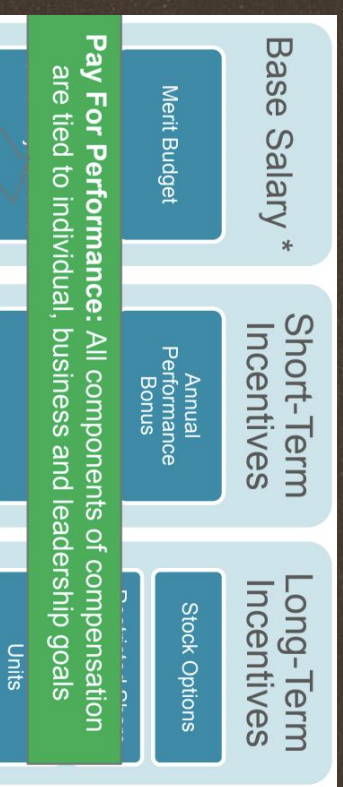 Base Salary *
Merit Budget
Short-Term
Incentives
Annual
Performance
Bonus
Long-Term
Incentives
Stock Options
Units
Pay For Performance: All components of compensation
are tied to individual, business and leadership goals